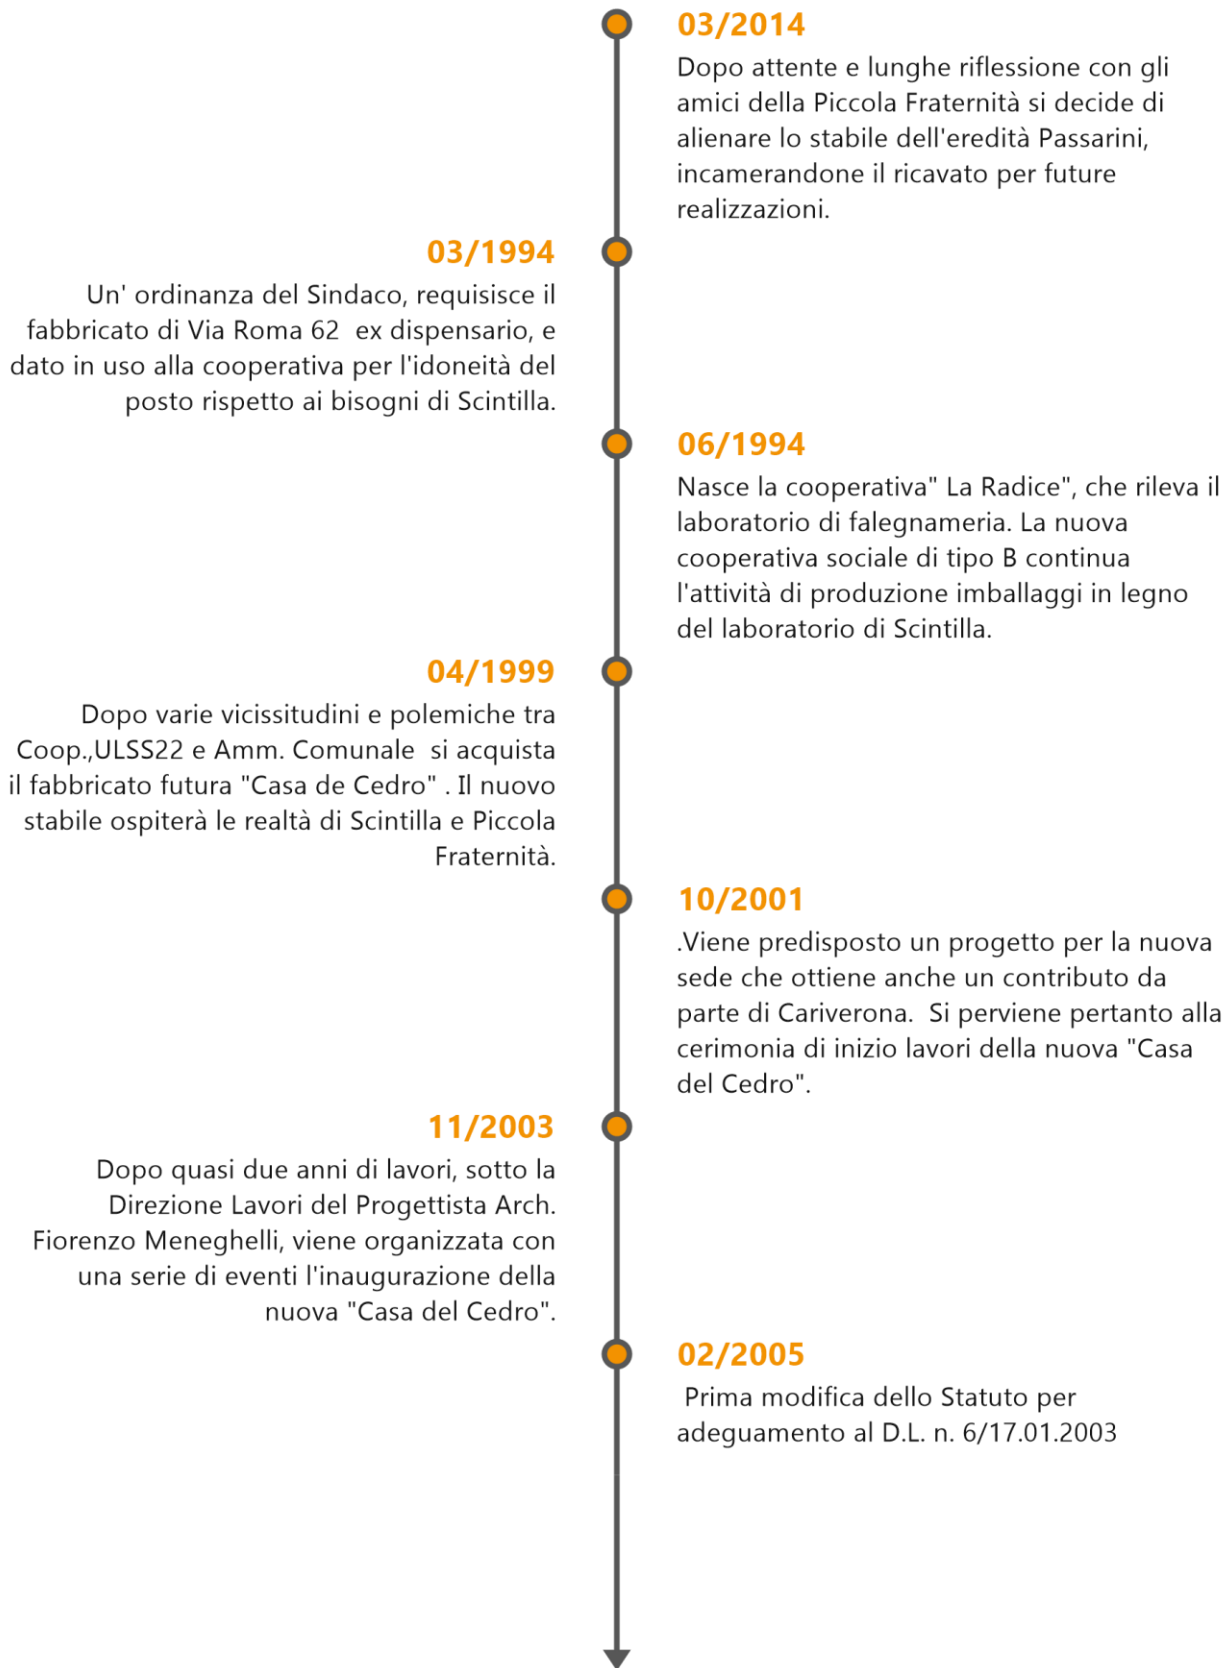 03/2014
Dopo attente e lunghe riflessione con gli
amici della Piccola Fraternità si decide di
alienare lo stabile dell'eredità Passarini,
incamerandone il ricavato per future
realizzazioni.
03/1994
Un' ordinanza del Sindaco, requisisce il
fabbricato di Via Roma 62  ex dispensario, e
dato in uso alla cooperativa per l'idoneità del
posto rispetto ai bisogni di Scintilla.
06/1994
Nasce la cooperativa" La Radice", che rileva il
laboratorio di falegnameria. La nuova
cooperativa sociale di tipo B continua
l'attività di produzione imballaggi in legno
del laboratorio di Scintilla.
04/1999
Dopo varie vicissitudini e polemiche tra
Coop.,ULSS22 e Amm. Comunale  si acquista
il fabbricato futura "Casa de Cedro" . Il nuovo
stabile ospiterà le realtà di Scintilla e Piccola
Fraternità.
10/2001
.Viene predisposto un progetto per la nuova
sede che ottiene anche un contributo da
parte di Cariverona.  Si perviene pertanto alla
cerimonia di inizio lavori della nuova "Casa
del Cedro".
11/2003
Dopo quasi due anni di lavori, sotto la
Direzione Lavori del Progettista Arch.
Fiorenzo Meneghelli, viene organizzata con
una serie di eventi l'inaugurazione della
nuova "Casa del Cedro".
02/2005
Prima modifica dello Statuto per
adeguamento al D.L. n. 6/17.01.2003